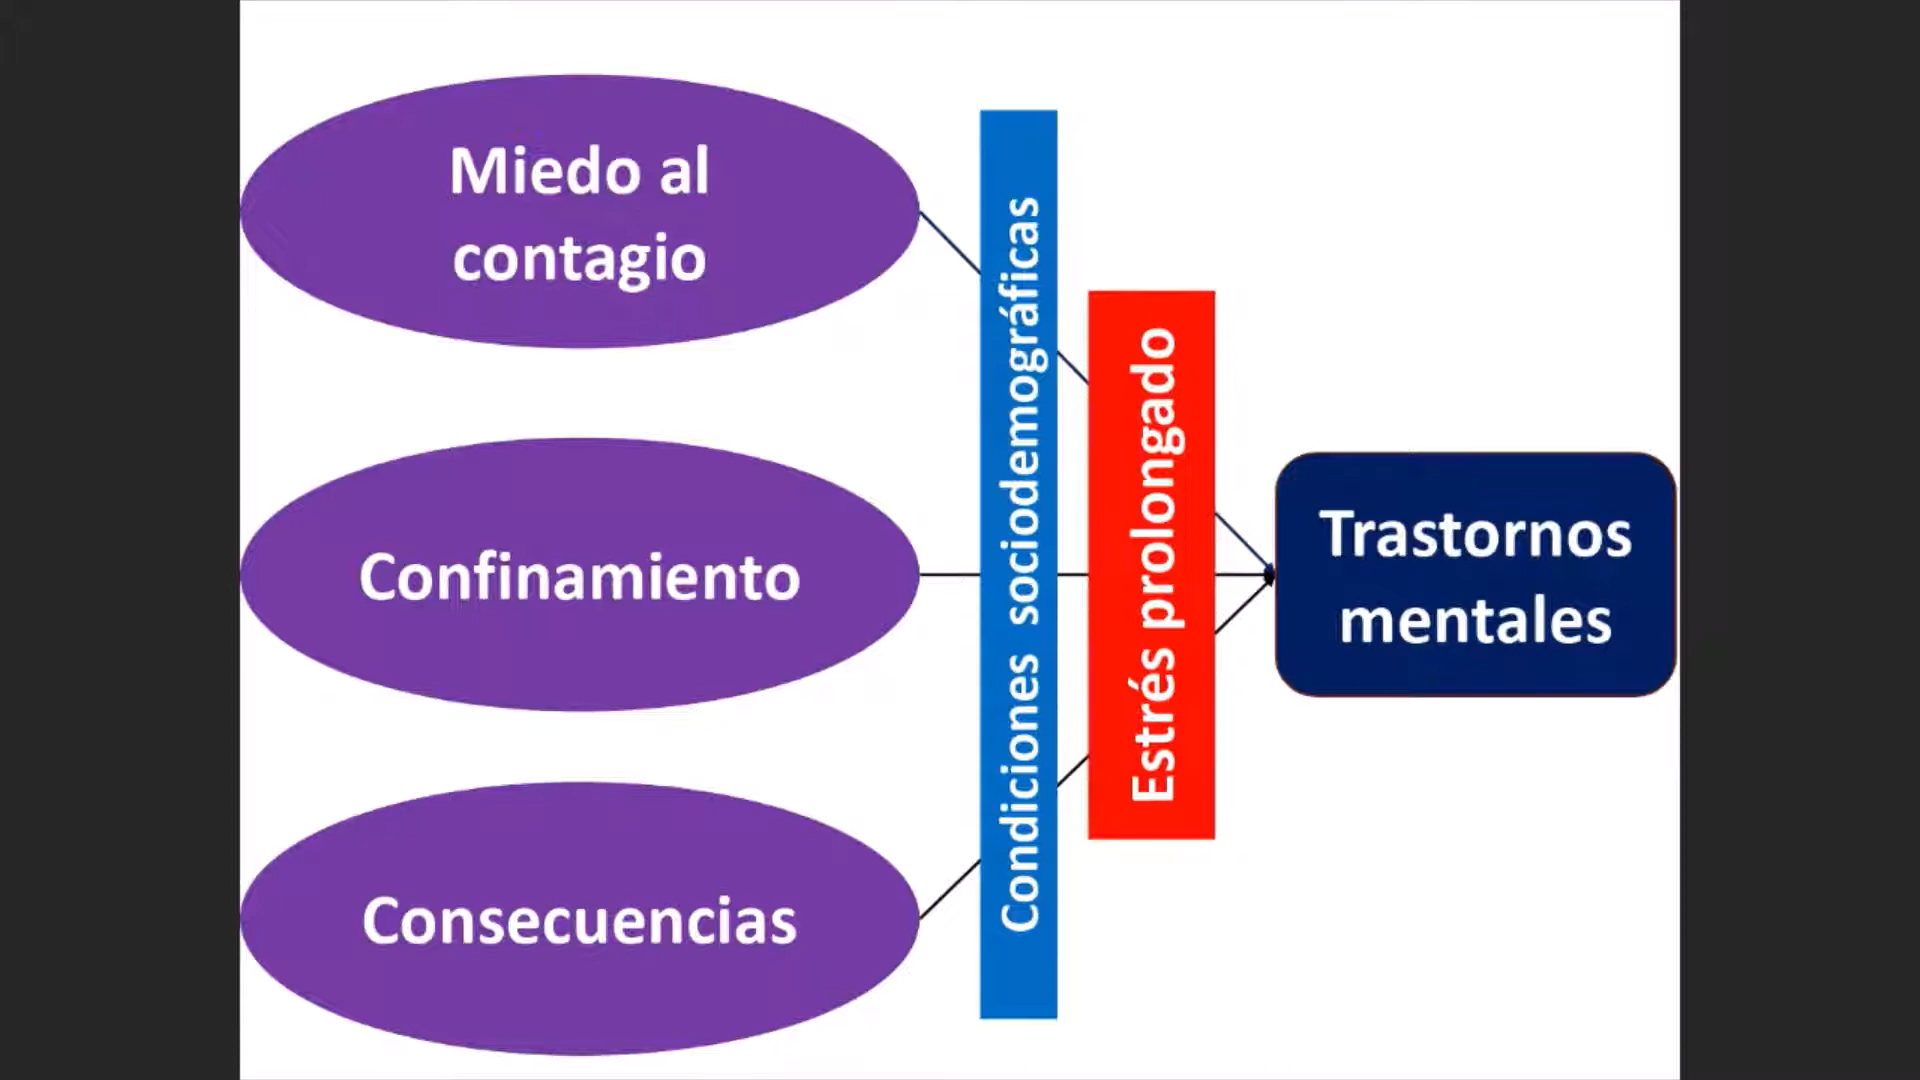 Miedo al
contagio
Confinamiento
Consecuencias
Condiciones sociodemográficas
Estrés prolongado
Trastornos
mentales